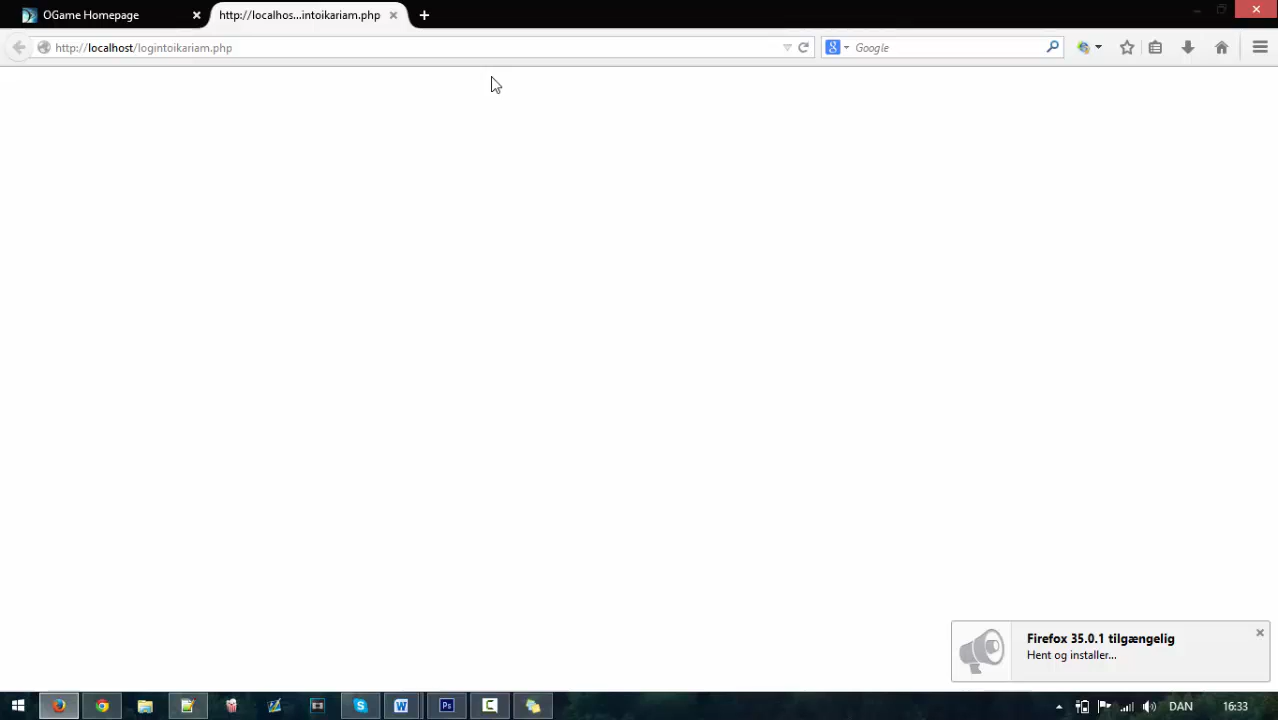 OGame Homepage
http://localhos...intoikariam.php
http://localhost/logintoikariam.php
Google
Firefox 35.0.1 tilgængelig
Hent og installer...
DAN
16:33